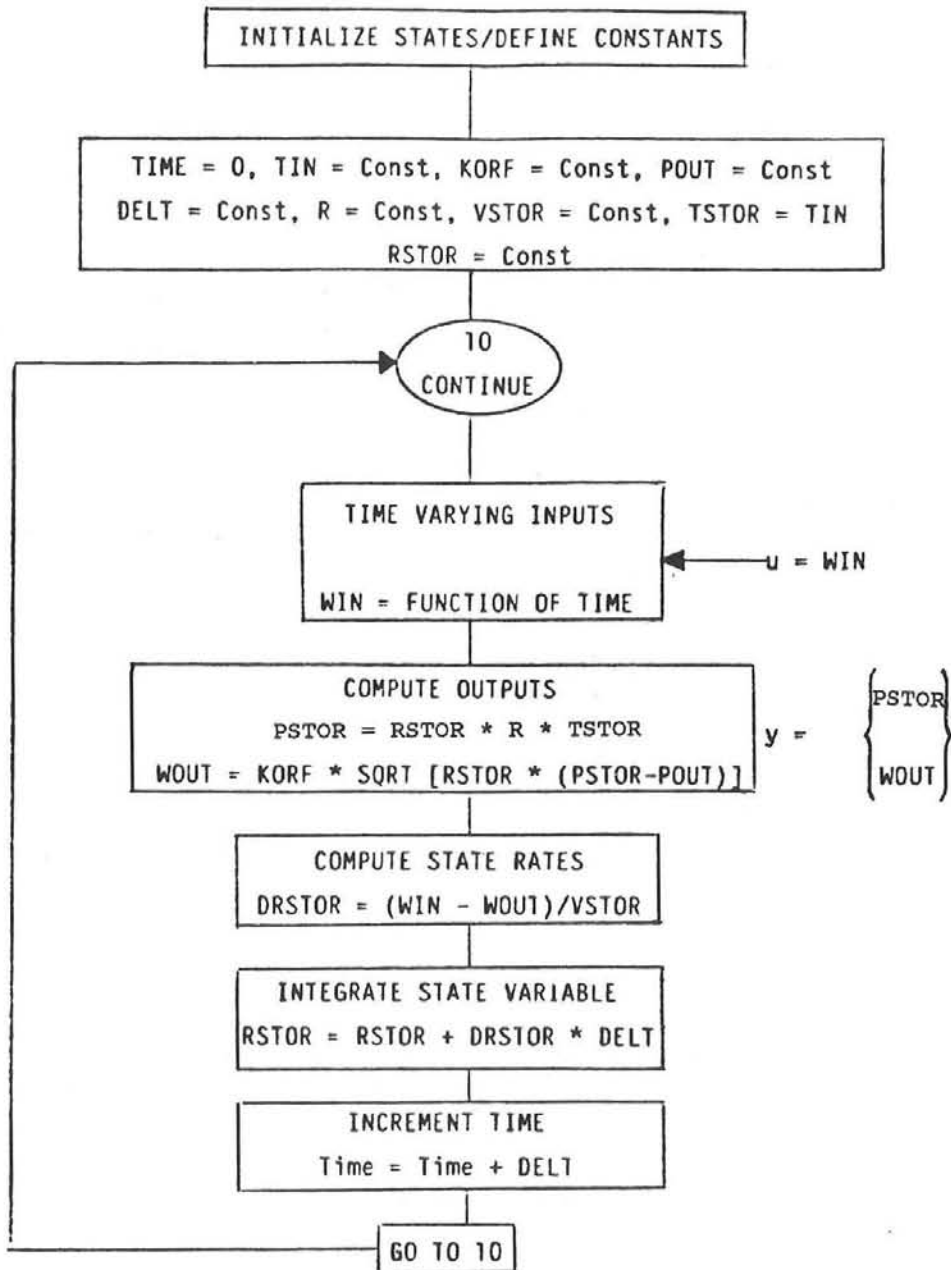 INITIALIZE STATES/DEFINE CONSTANTS
TIME = 0, TIN = Const, KORF = Const, POUT = Const
DELT = Const, R = Const, VSTOR = Const, TSTOR = TIN
RSTOR = Const
10
CONTINUE
TIME VARYING INPUTS
u = WIN
WIN = FUNCTION OF TIME
COMPUTE OUTPUTS
PSTOR = RSTOR * R * TSTOR
WOUT = KORF * SQRT [RSTOR * (PSTOR-POUT)]
y =
PSTOR
WOUT
COMPUTE STATE RATES
DRSTOR = (WIN - WOUT)/VSTOR
INTEGRATE STATE VARIABLE
RSTOR = RSTOR + DRSTOR * DELT
INCREMENT TIME
Time = Time + DELT
GO TO 10